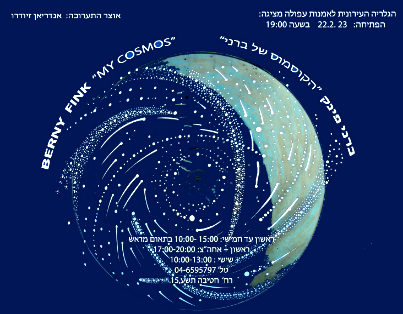 הגלריה העירונית לאמנות עפולה מציגה:
הפתיחה: 22.2. 23 בשעה 19:00
אוצר התערוכה: אנדריאן זיודרו
ברני פינק "הקוסמוס של ברני"
BERNY FINK "MY COSMOS"
ראשון עד חמישי: 15:00 -10:00 בתאום מראש
ראשון – אחה"צ: 17:00-20:00
שישי : 10:00-13:00
טל' 04-6595797
רח' חטיבה תשע 15